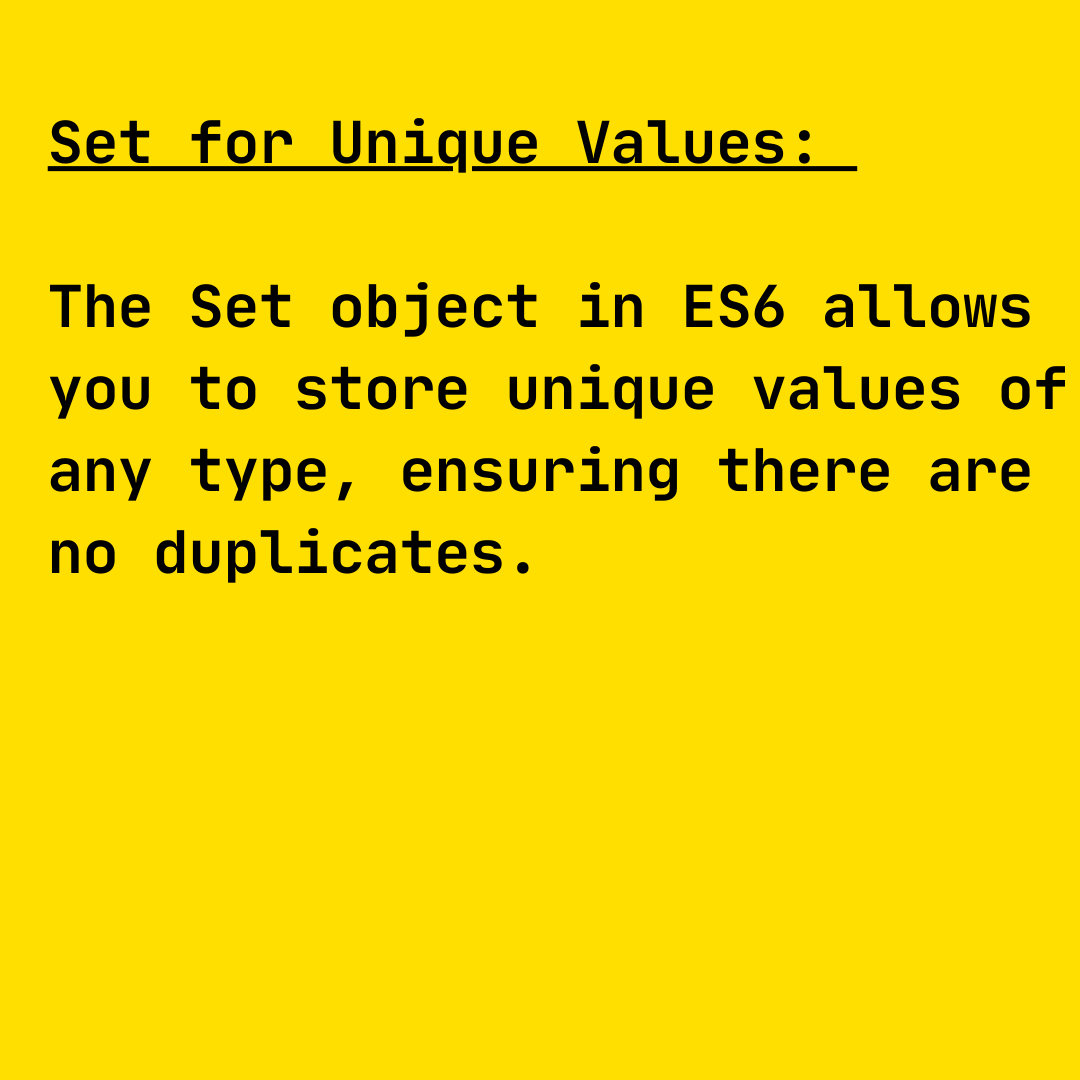 Set for Unique Values:
The Set object in ES6 allows
you to store unique values of
any type, ensuring there are
no duplicates.